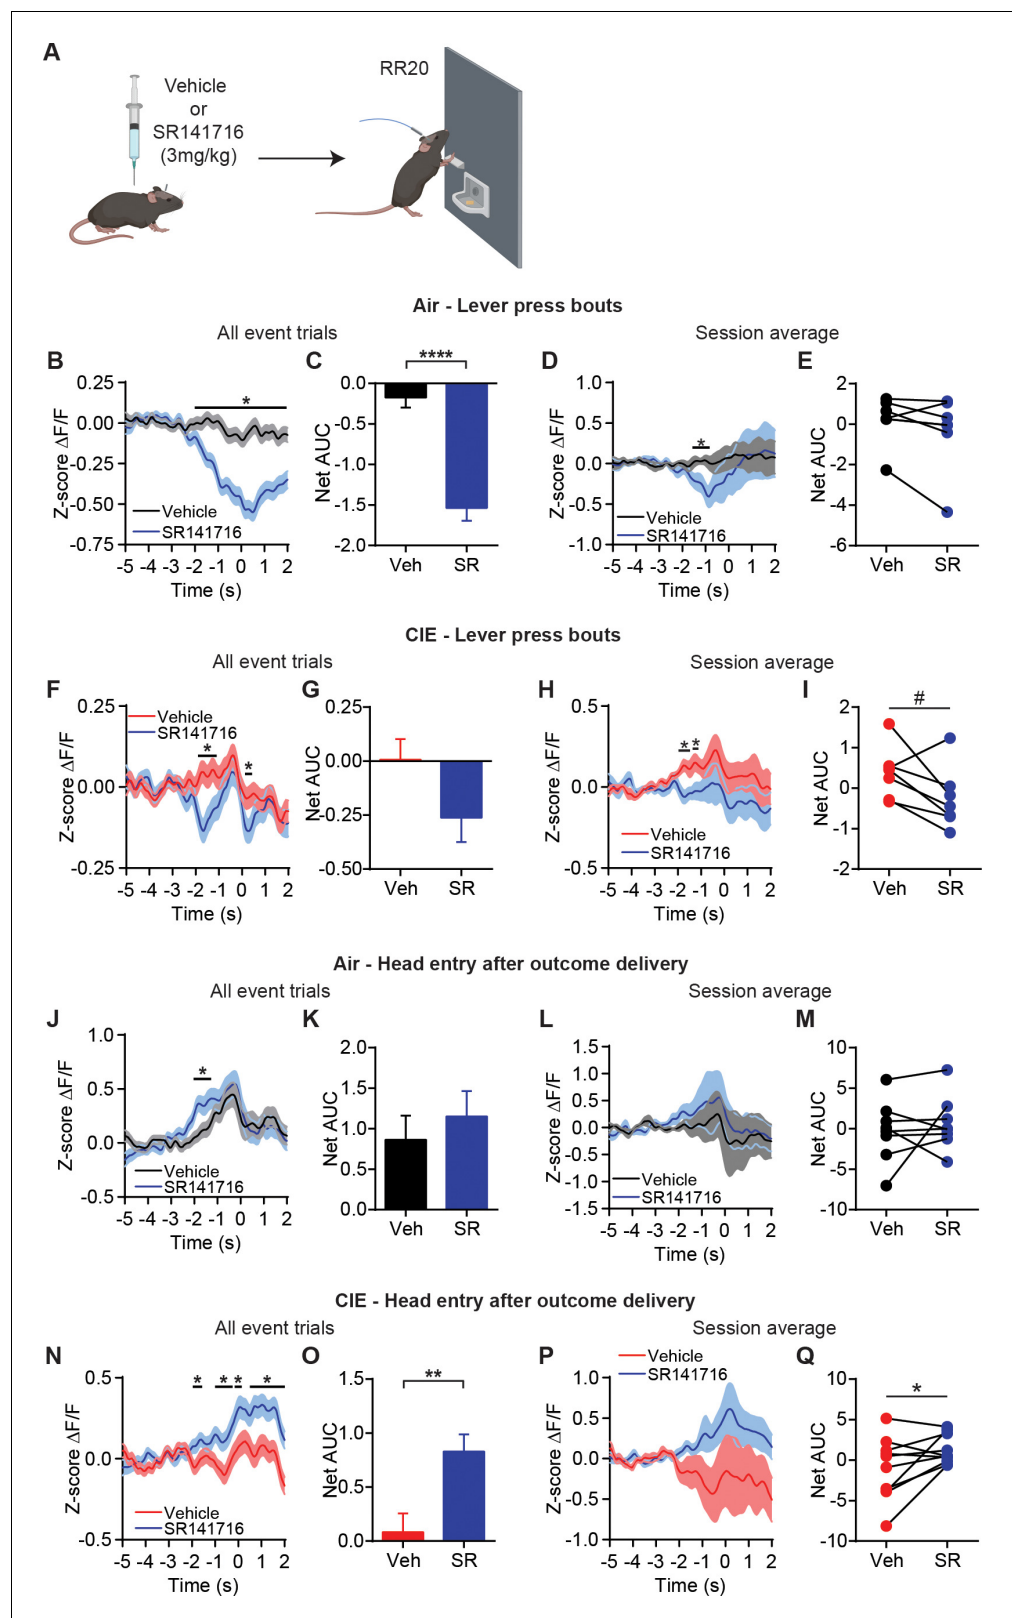 A
Vehicle
or
SR141716
(3mg/kg)
RR20
Air - Lever press bouts
All event trials
Session average
B
Z-score ΔF/F
0.25
0.00
-0.25
-0.50
-0.75
*
Vehicle
SR141716
-5 -4 -3 -2 -1 0 1 2
Time (s)
C
Net AUC
0.0
-0.5
-1.0
-1.5
-2.0
****
Veh SR
D
Z-score ΔF/F
1.0
0.5
0.0
-0.5
-1.0
*
Vehicle
SR141716
-5 -4 -3 -2 -1 0 1 2
Time (s)
E
Net AUC
2
0
-2
-4
-6
Veh SR
CIE - Lever press bouts
All event trials
Session average
F
Z-score ΔF/F
0.25
0.00
-0.25
Vehicle
SR141716
*
*
-5 -4 -3 -2 -1 0 1 2
Time (s)
G
Net AUC
0.25
0.00
-0.25
-0.50
Veh SR
H
Z-score ΔF/F
0.5
0.0
-0.5
* *
Vehicle
SR141716
-5 -4 -3 -2 -1 0 1 2
Time (s)
I
Net AUC
2
1
0
-1
-2
#
Veh SR
Air - Head entry after outcome delivery
All event trials
Session average
J
Z-score ΔF/F
1.0
0.5
0.0
-0.5
*
Vehicle
SR141716
-5 -4 -3 -2 -1 0 1 2
Time (s)
K
Net AUC
2.0
1.5
1.0
0.5
0.0
Veh SR
L
Z-score ΔF/F
1.5
1.0
0.5
0.0
-0.5
-1.0
-1.5
Vehicle
SR141716
-5 -4 -3 -2 -1 0 1 2
Time (s)
M
Net AUC
10
5
0
-5
-10
Veh SR
CIE - Head entry after outcome delivery
All event trials
Session average
N
Z-score ΔF/F
0.5
0.0
-0.5
* * * *
Vehicle
SR141716
-5 -4 -3 -2 -1 0 1 2
Time (s)
O
Net AUC
1.5
1.0
0.5
0.0
**
Veh SR
P
Z-score ΔF/F
1.0
0.5
0.0
-0.5
-1.0
Vehicle
SR141716
-5 -4 -3 -2 -1 0 1 2
Time (s)
Q
Net AUC
10
5
0
-5
-10
*
Veh SR